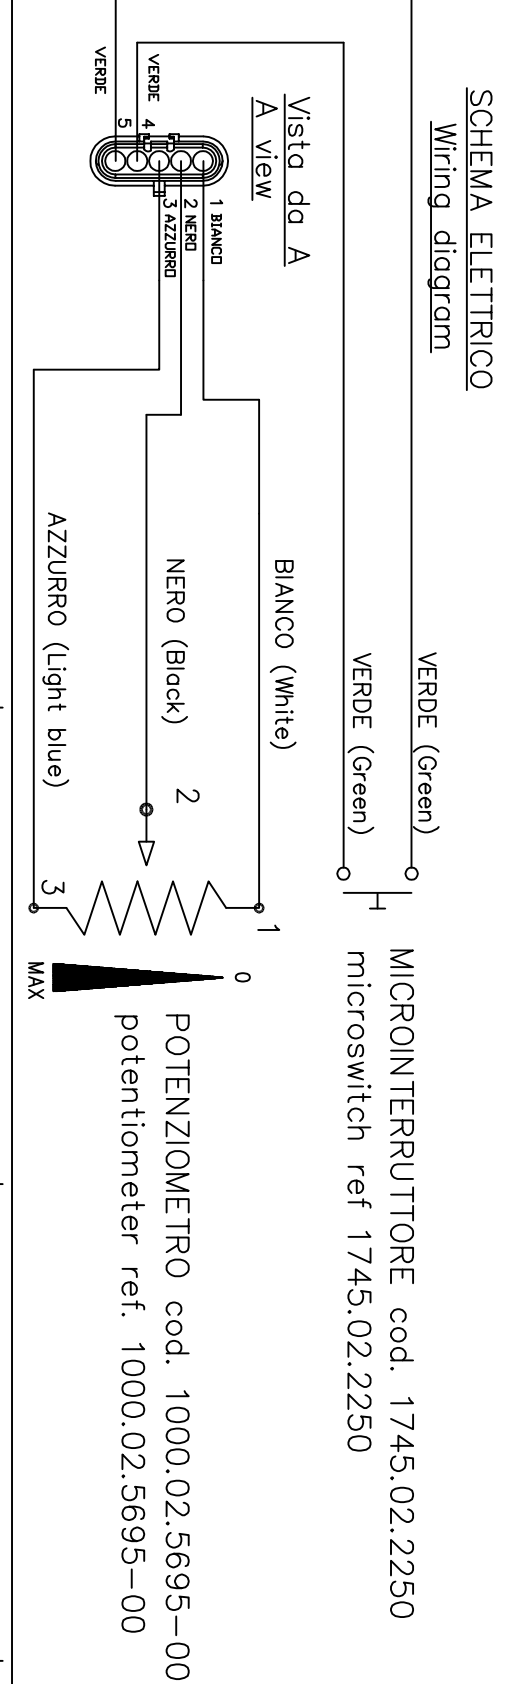 SCHEMA ELETTRICO
Wiring diagram
Vista da A
A view
VERDE
VERDE
5
4
1 BIANCO
2 NERO
3 AZZURRO
VERDE (Green)
VERDE (Green)
BIANCO (White)
NERO (Black)
AZZURRO (Light blue)
1
2
3
0
MAX
MICROINTERRUTTORE cod. 1745.02.2250
microswitch ref 1745.02.2250
POTENZIOMETRO cod. 1000.02.5695-00
potentiometer ref. 1000.02.5695-00